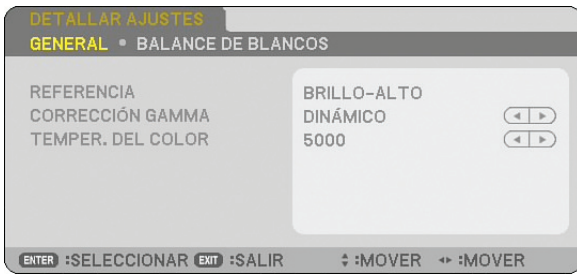 DETALLAR AJUSTES
GENERAL • BALANCE DE BLANCOS
REFERENCIA BRILLO-ALTO
CORRECCIÓN GAMMA DINÁMICO
TEMPER. DEL COLOR 5000
ENTER :SELECCIONAR EXIT :SALIR :MOVER :MOVER